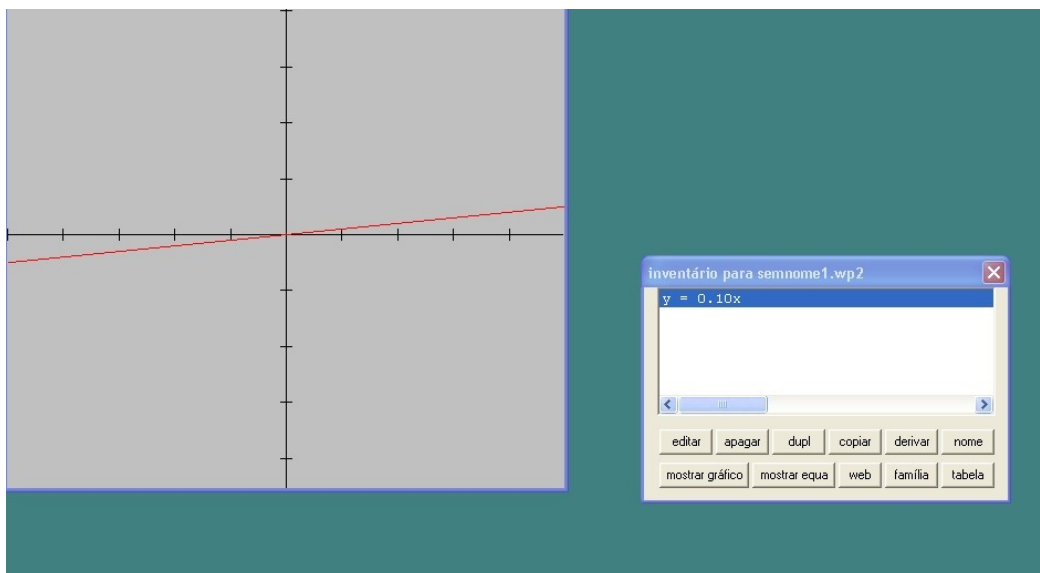 inventário para semnome1.wp2
y = 0.10x
editar apagar dupl copiar derivar nome
mostrar gráfico mostrar equa web família tabela